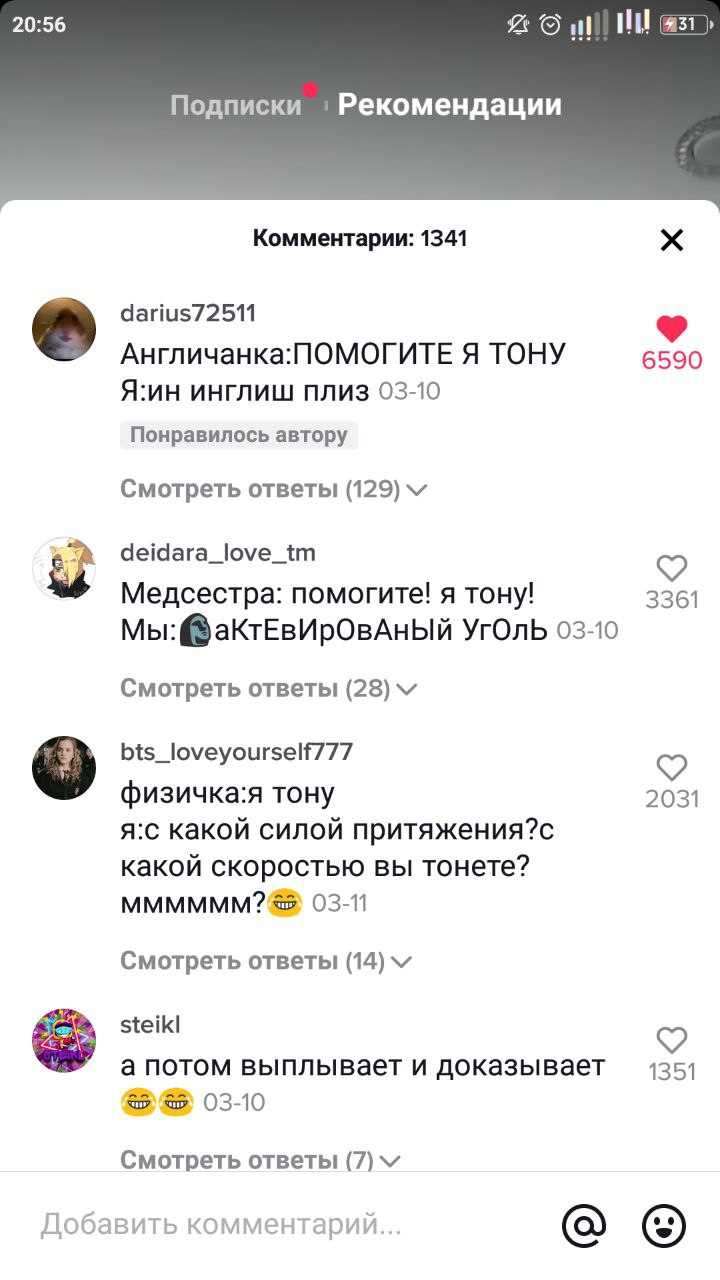 20:56
31
Подписки
Рекомендации
Комментарии: 1341
darius72511
Англичанка:ПОМОГИТЕ Я ТОНУ
Я:ин инглиш плиз 03-10
6590
Понравилось автору
Смотреть ответы (129)
deidara_love_tm
Медсестра: помогите! я тону!
Мы:🗿аКтЕвИрОвАнЫй УгОлЬ 03-10
3361
Смотреть ответы (28)
bts_loveyourself777
физичка:я тону
я:с какой силой притяжения?с
какой скоростью вы тонете?
мммммм?😂 03-11
2031
Смотреть ответы (14)
steikl
а потом выплывает и доказывает
😂😂 03-10
1351
Смотреть ответы (7)
Добавить комментарий...
@